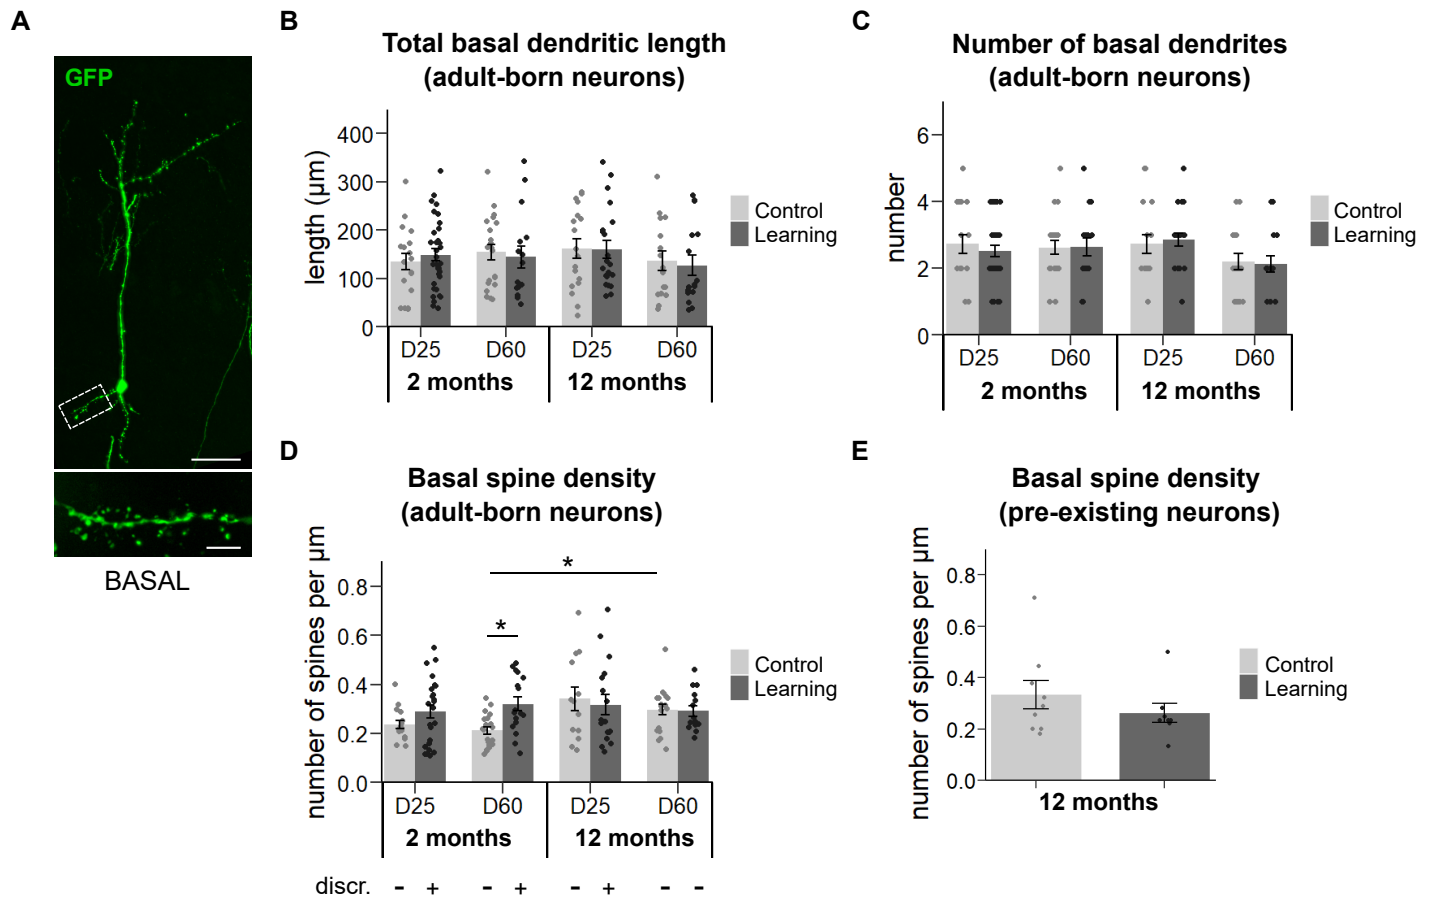 A
GFP
BASAL
B
Total basal dendritic length
(adult-born neurons)
length (µm)
400
300
200
100
0
D25
D60
D25
D60
2 months
12 months
Control
Learning
C
Number of basal dendrites
(adult-born neurons)
number
6
4
2
0
D25
D60
D25
D60
2 months
12 months
Control
Learning
D
Basal spine density
(adult-born neurons)
number of spines per µm
0.8
0.6
0.4
0.2
0.0
*
*
D25
D60
D25
D60
2 months
12 months
discr. - + - + - + - -
Control
Learning
E
Basal spine density
(pre-existing neurons)
number of spines per µm
0.8
0.6
0.4
0.2
0.0
12 months
Control
Learning